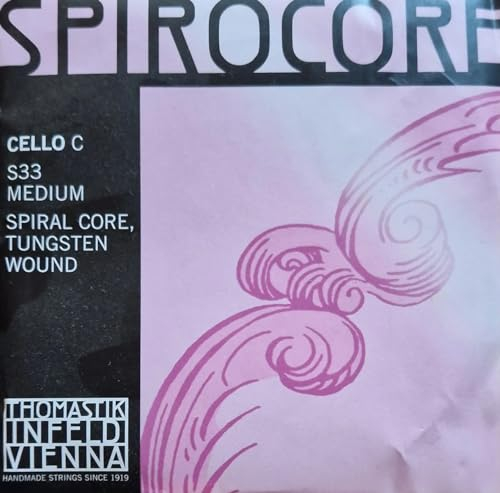 SPIROCORE
CELLO C
S33
MEDIUM
SPIRAL CORE,
TUNGSTEN
WOUND
THOMASTIK
INFELD
VIENNA
HANDMADE STRINGS SINCE 1919